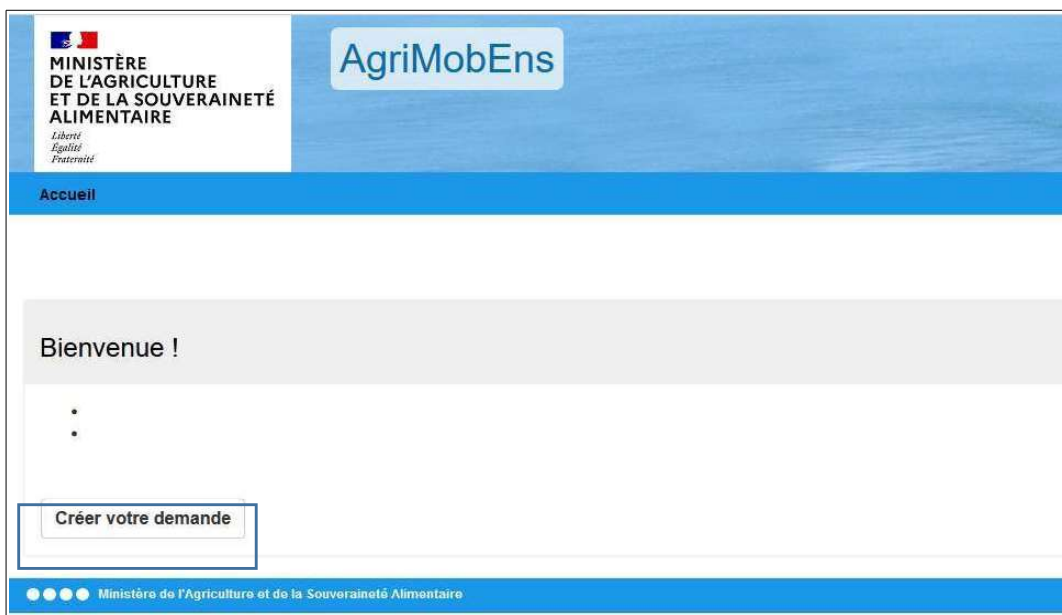 MINISTÈRE
DE L'AGRICULTURE
ET DE LA SOUVERAINETÉ
ALIMENTAIRE
Liberté
Égalité
Fraternité
AgriMobEns
Accueil
Bienvenue !
Créer votre demande
Ministère de l'Agriculture et de la Souveraineté Alimentaire